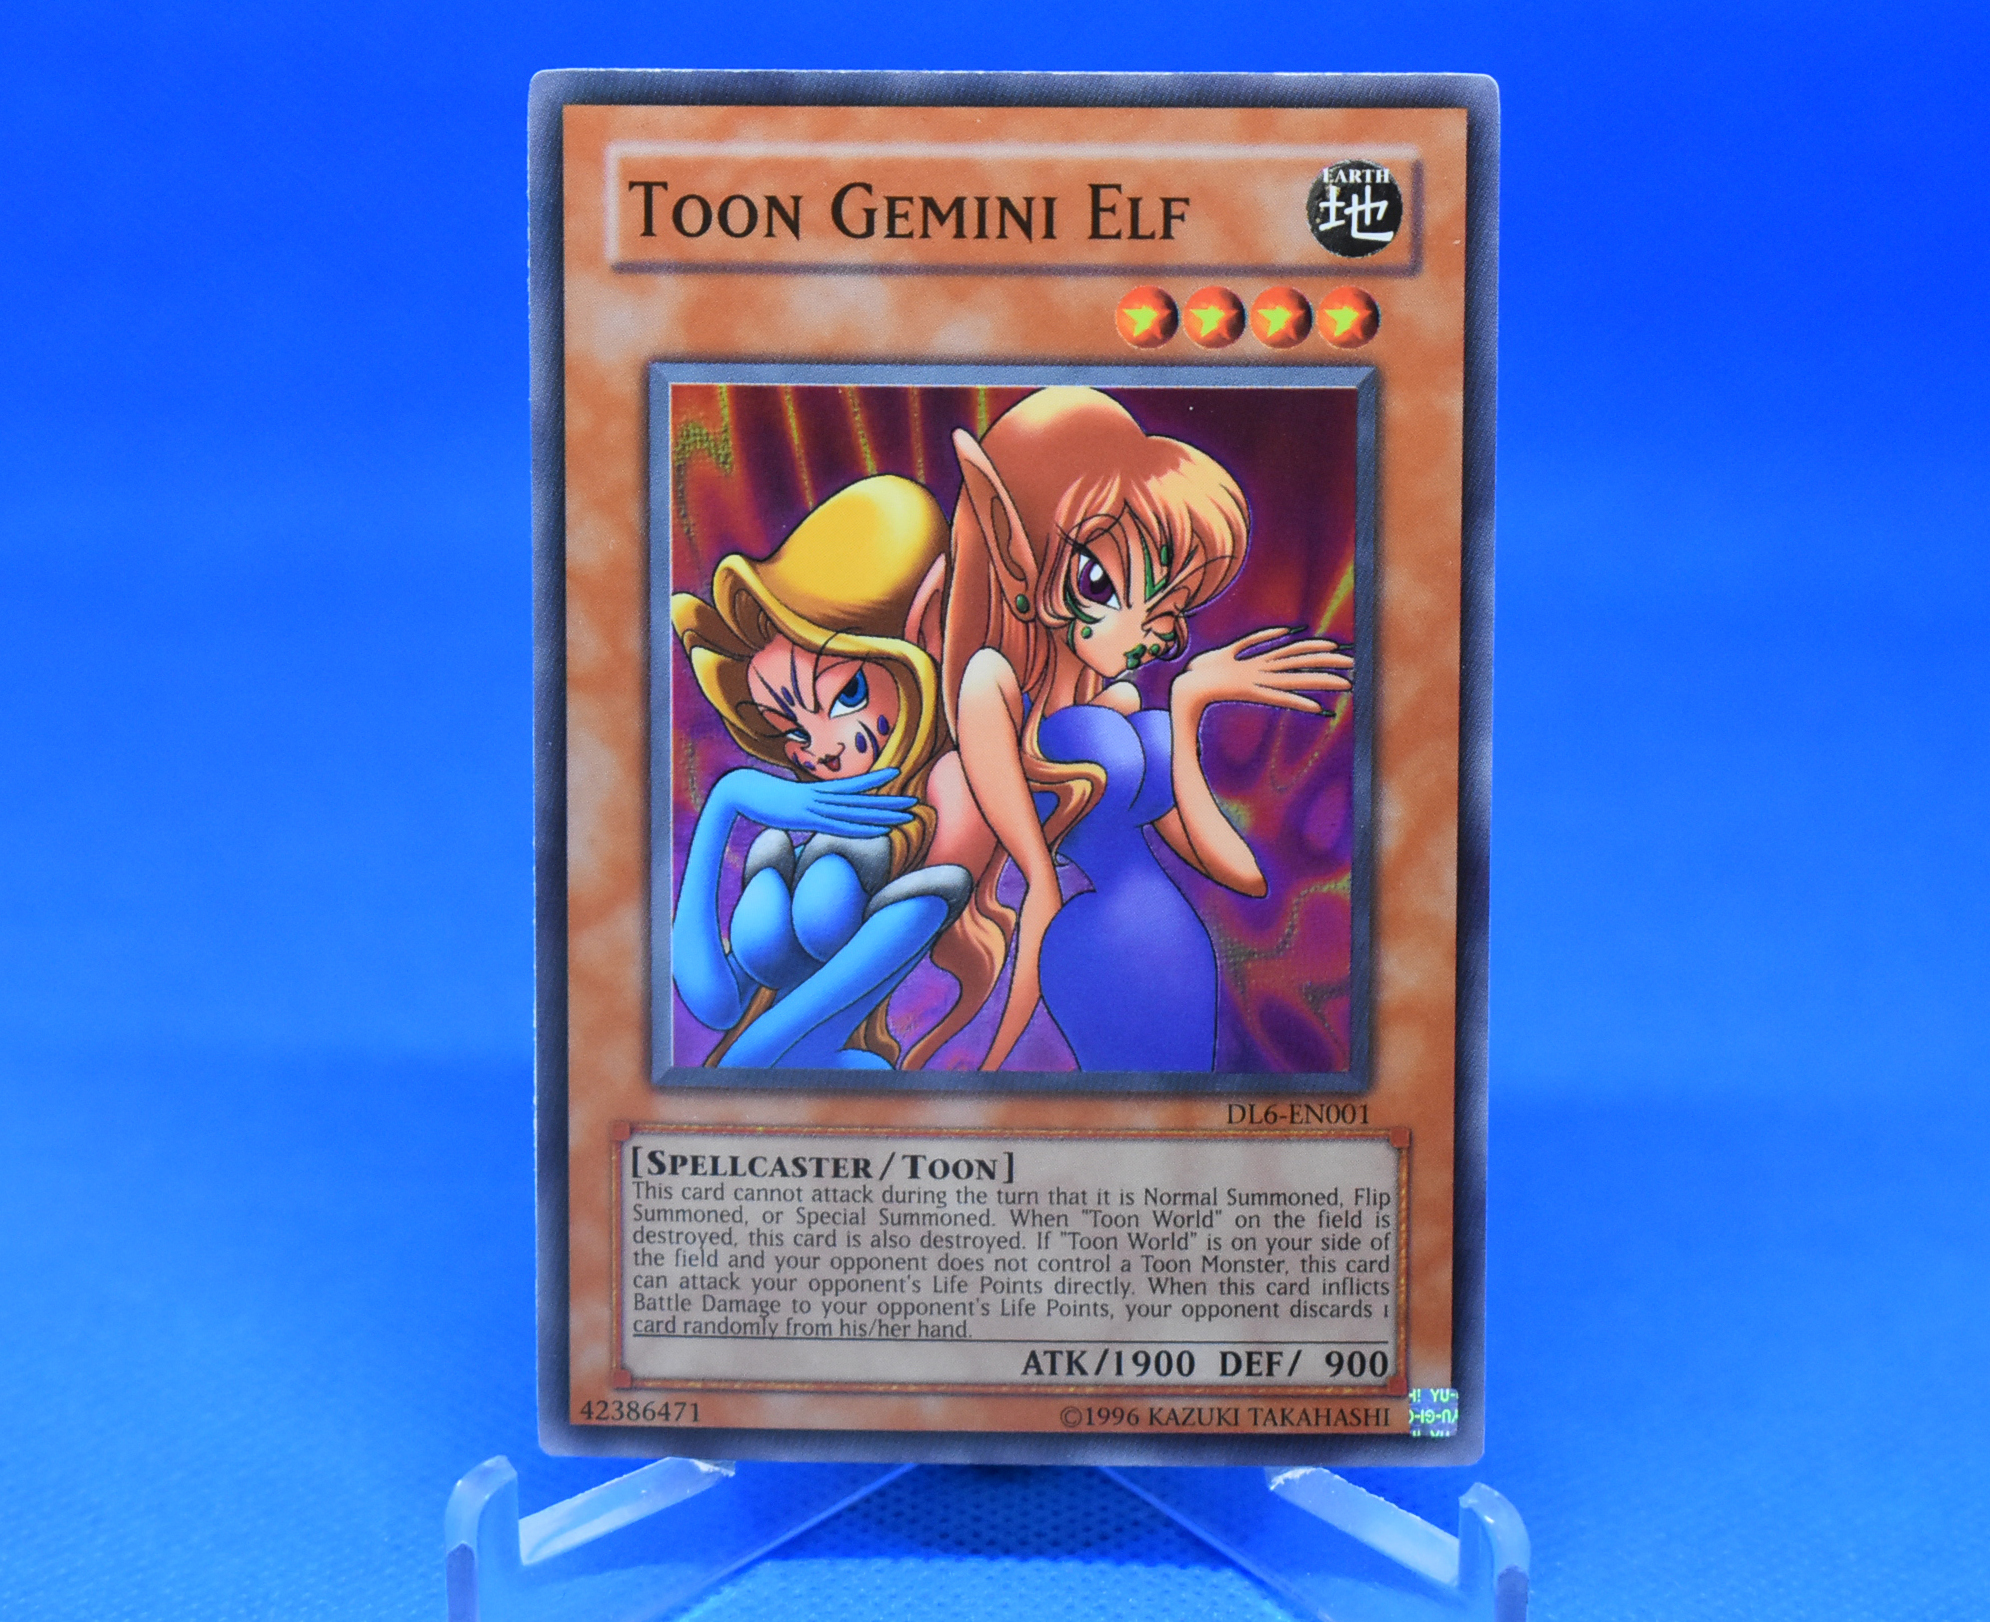 Toon Gemini Elf
EARTH
地
DL6-EN001
[Spellcaster/Toon]
This card cannot attack during the turn that it is Normal Summoned, Flip
Summoned, or Special Summoned. When "Toon World" on the field is
destroyed, this card is also destroyed. If "Toon World" is on your side of
the field and your opponent does not control a Toon Monster, this card
can attack your opponent's Life Points directly. When this card inflicts
Battle Damage to your opponent's Life Points, your opponent discards 1
card randomly from his/her hand.
ATK/1900 DEF/ 900
42386471
©1996 KAZUKI TAKAHASHI